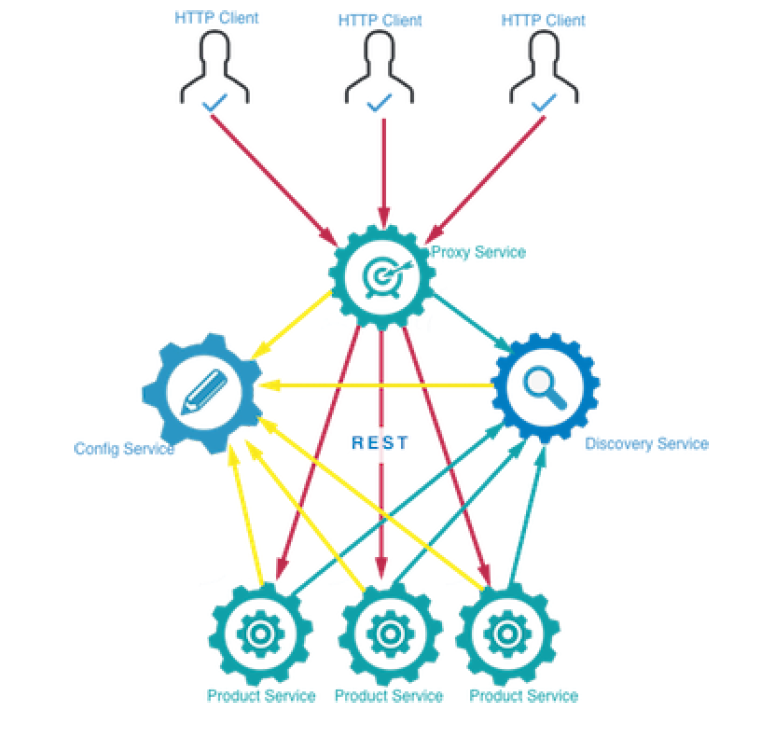 HTTP Client
HTTP Client
HTTP Client
Proxy Service
REST
Config Service
Discovery Service
Product Service
Product Service
Product Service